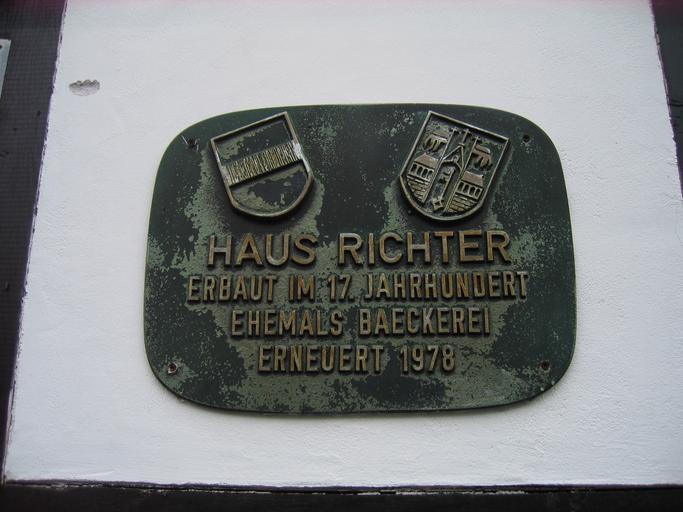 HAUS RICHTER
ERBAUT IM 17. JAHRHUNDERT
EHEMALS BAECKEREI
ERNEUERT 1978